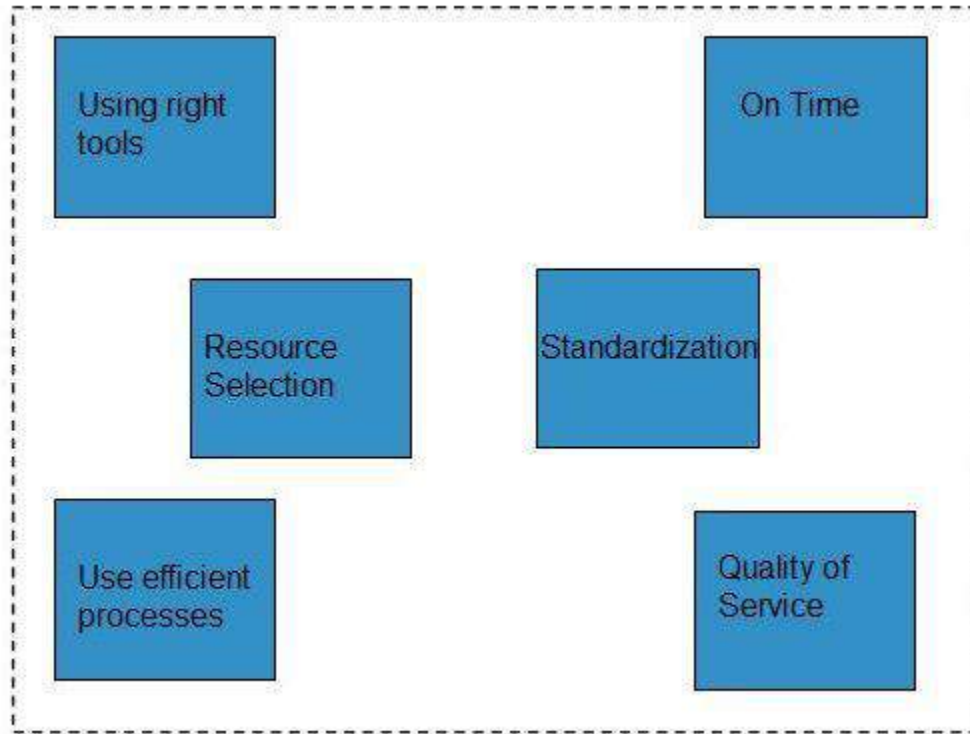 Using right
tools
On Time
Resource
Selection
Standardization
Use efficient
processes
Quality of
Service